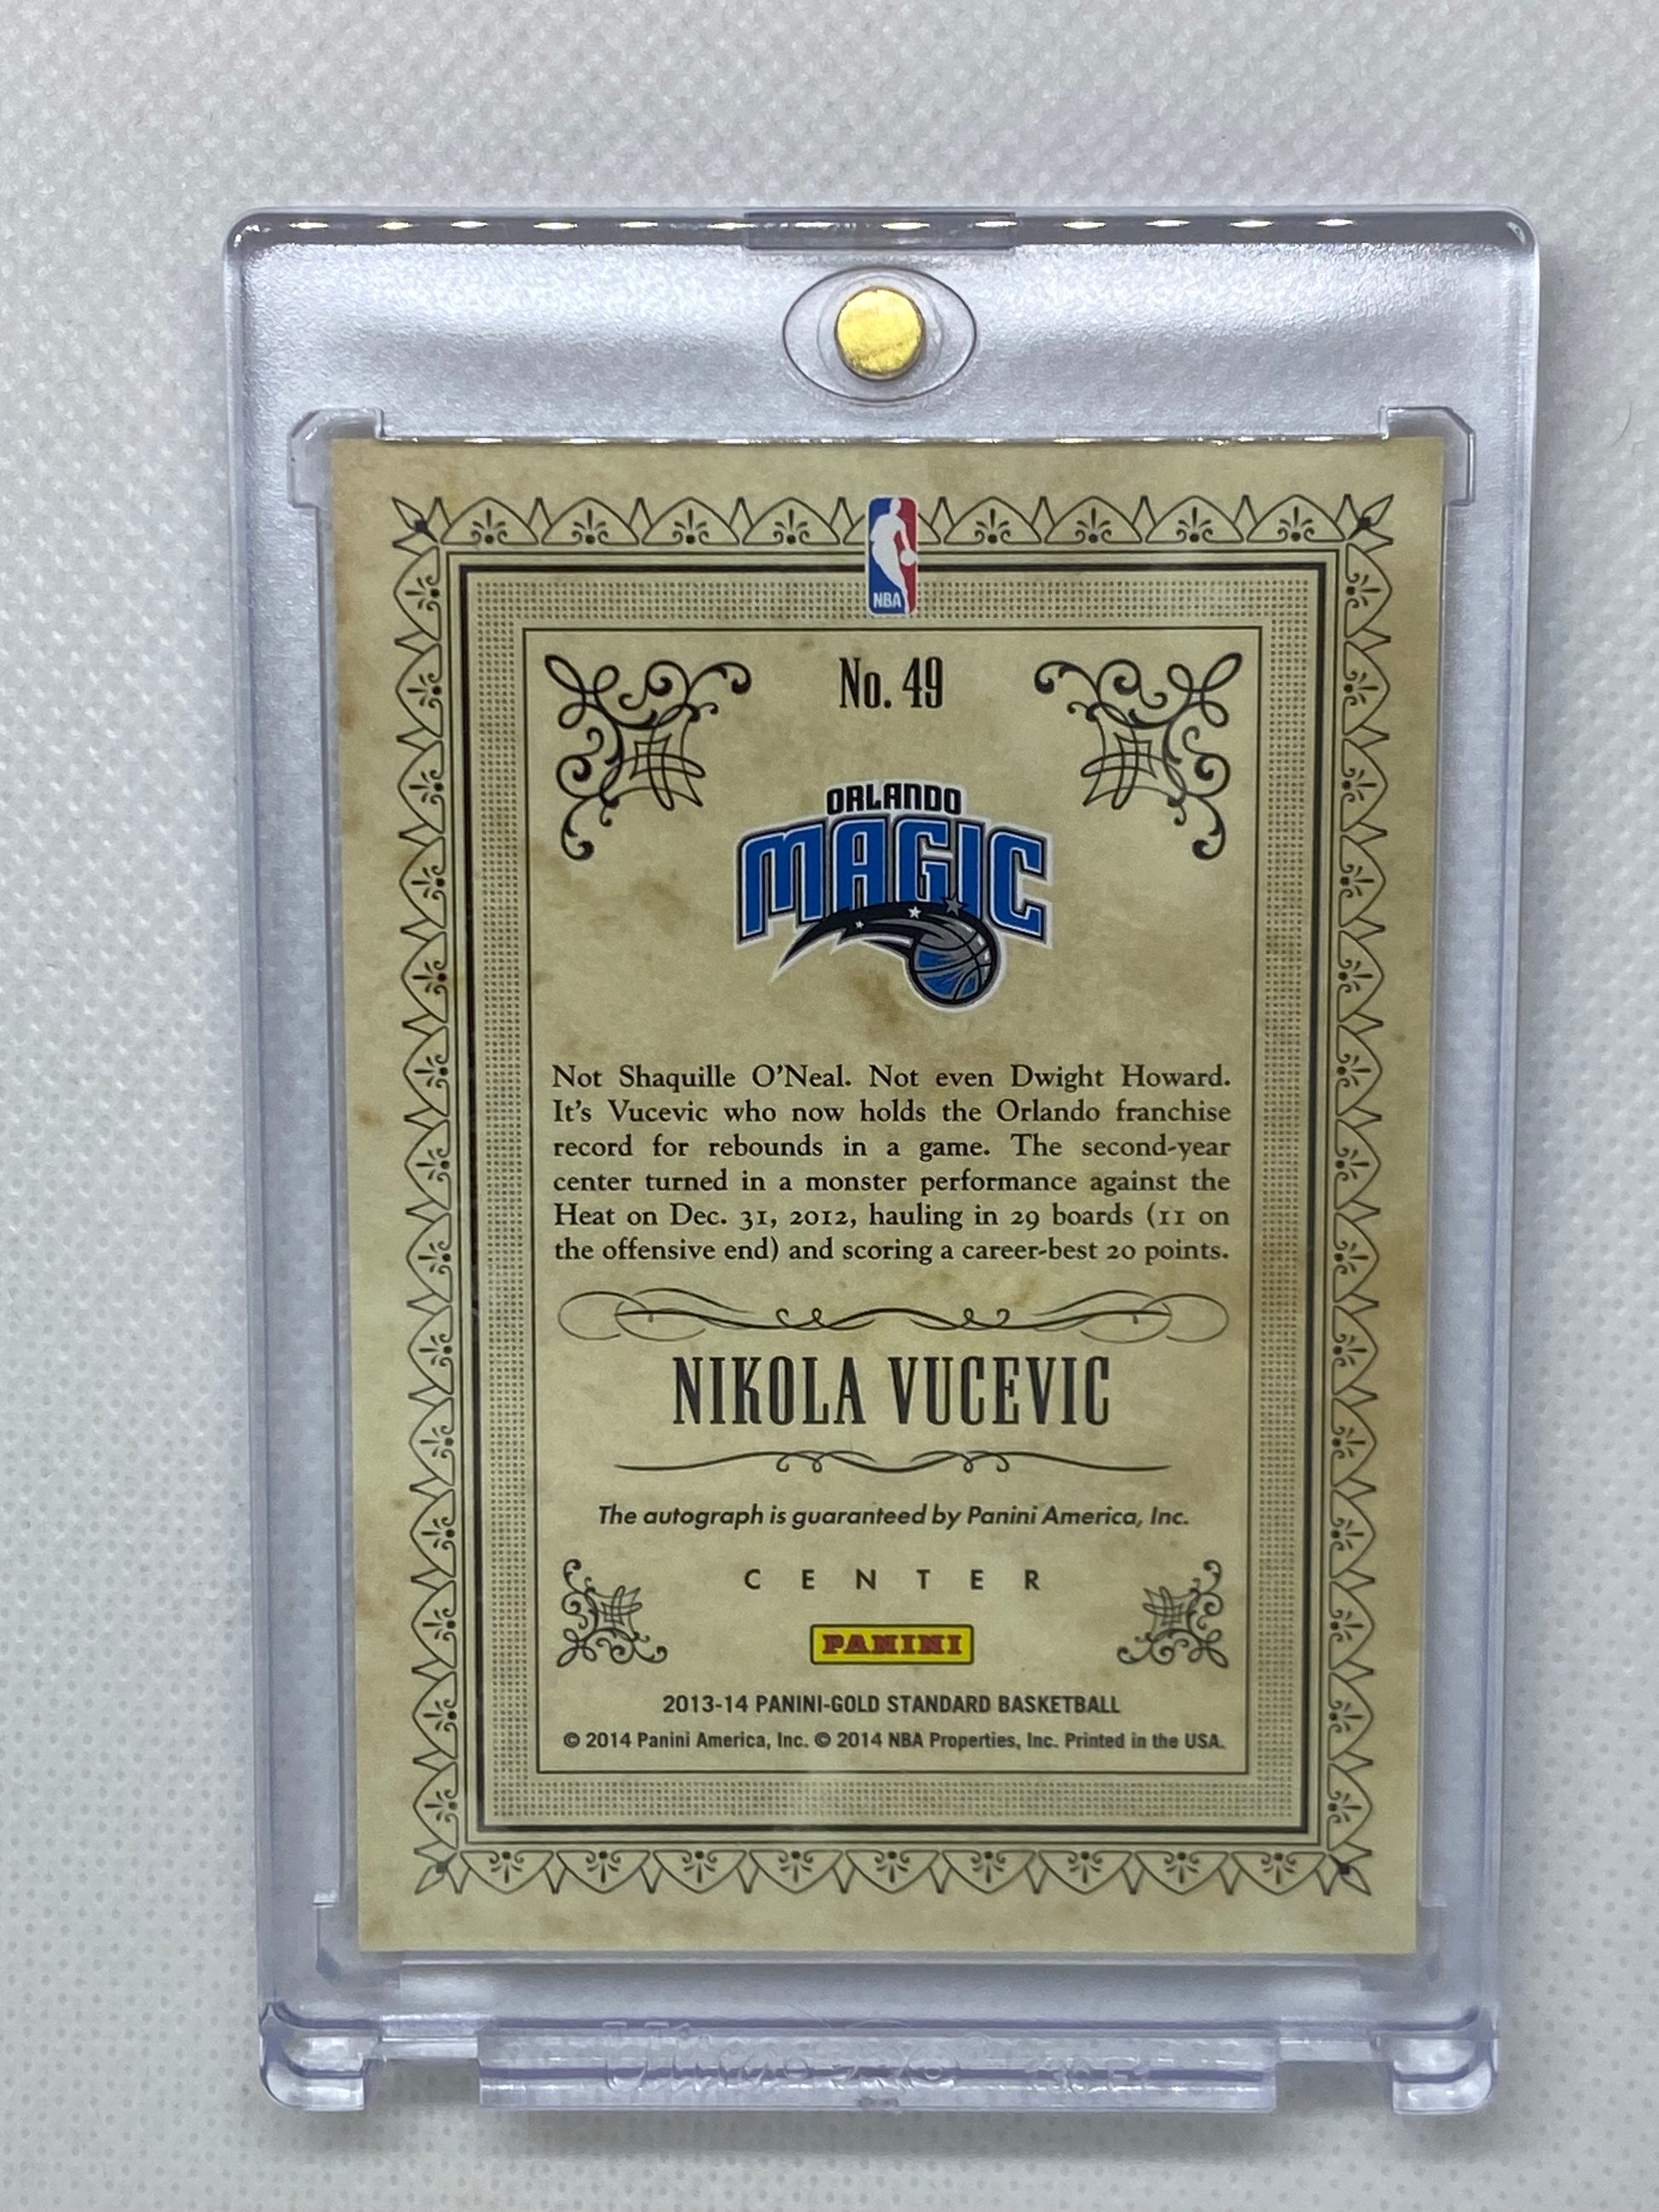 NBA
No. 49
ORLANDO
MAGIC
Not Shaquille O'Neal. Not even Dwight Howard.
It's Vucevic who now holds the Orlando franchise
record for rebounds in a game. The second-year
center turned in a monster performance against the
Heat on Dec. 31, 2012, hauling in 29 boards (11 on
the offensive end) and scoring a career-best 20 points.
NIKOLA VUCEVIC
The autograph is guaranteed by Panini America, Inc.
CENTER
PANINI
2013-14 PANINI-GOLD STANDARD BASKETBALL
© 2014 Panini America, Inc. © 2014 NBA Properties, Inc. Printed in the USA.